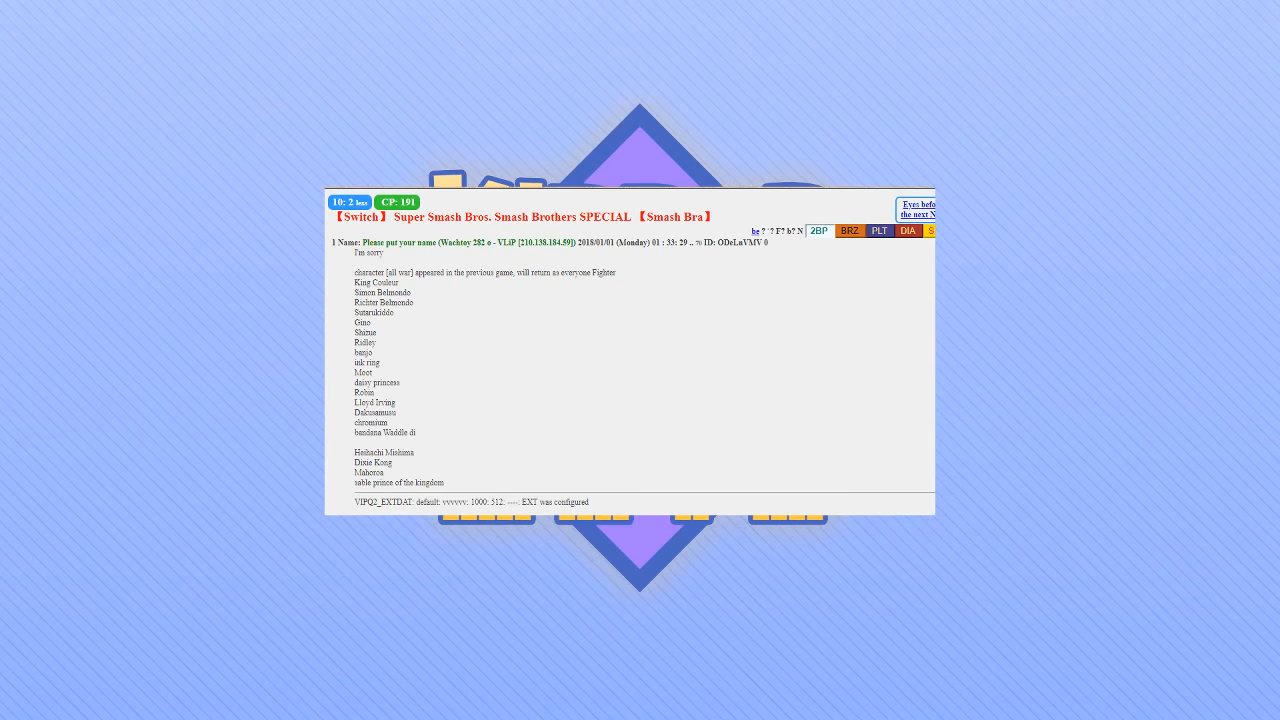 10: 2 less CP: 191
【Switch】 Super Smash Bros. Smash Brothers SPECIAL 【Smash Bra】
Eyes befo
the next N
be ? ˙? F? b? N 2BP BRZ PLT DIA S
1 Name: Please put your name (Wachtoy 282 o - VLiP [210.138.184.59]) 2018/01/01 (Monday) 01 : 33: 29 .. 70 ID: ODeLnVMV 0
I'm sorry
character [all war] appeared in the previous game, will return as everyone Fighter
King Couleur
Simon Belmondo
Richter Belmondo
Sutarukiddo
Gino
Shizue
Ridley
banjo
ink ring
Moot
daisy princess
Robin
Lloyd Irving
Dakusamusu
chromium
bandana Waddle di
Heihachi Mishima
Dixie Kong
Mahoroa
sable prince of the kingdom
VIPQ2_EXTDAT: default: vvvvvv: 1000: 512: ----: EXT was configured